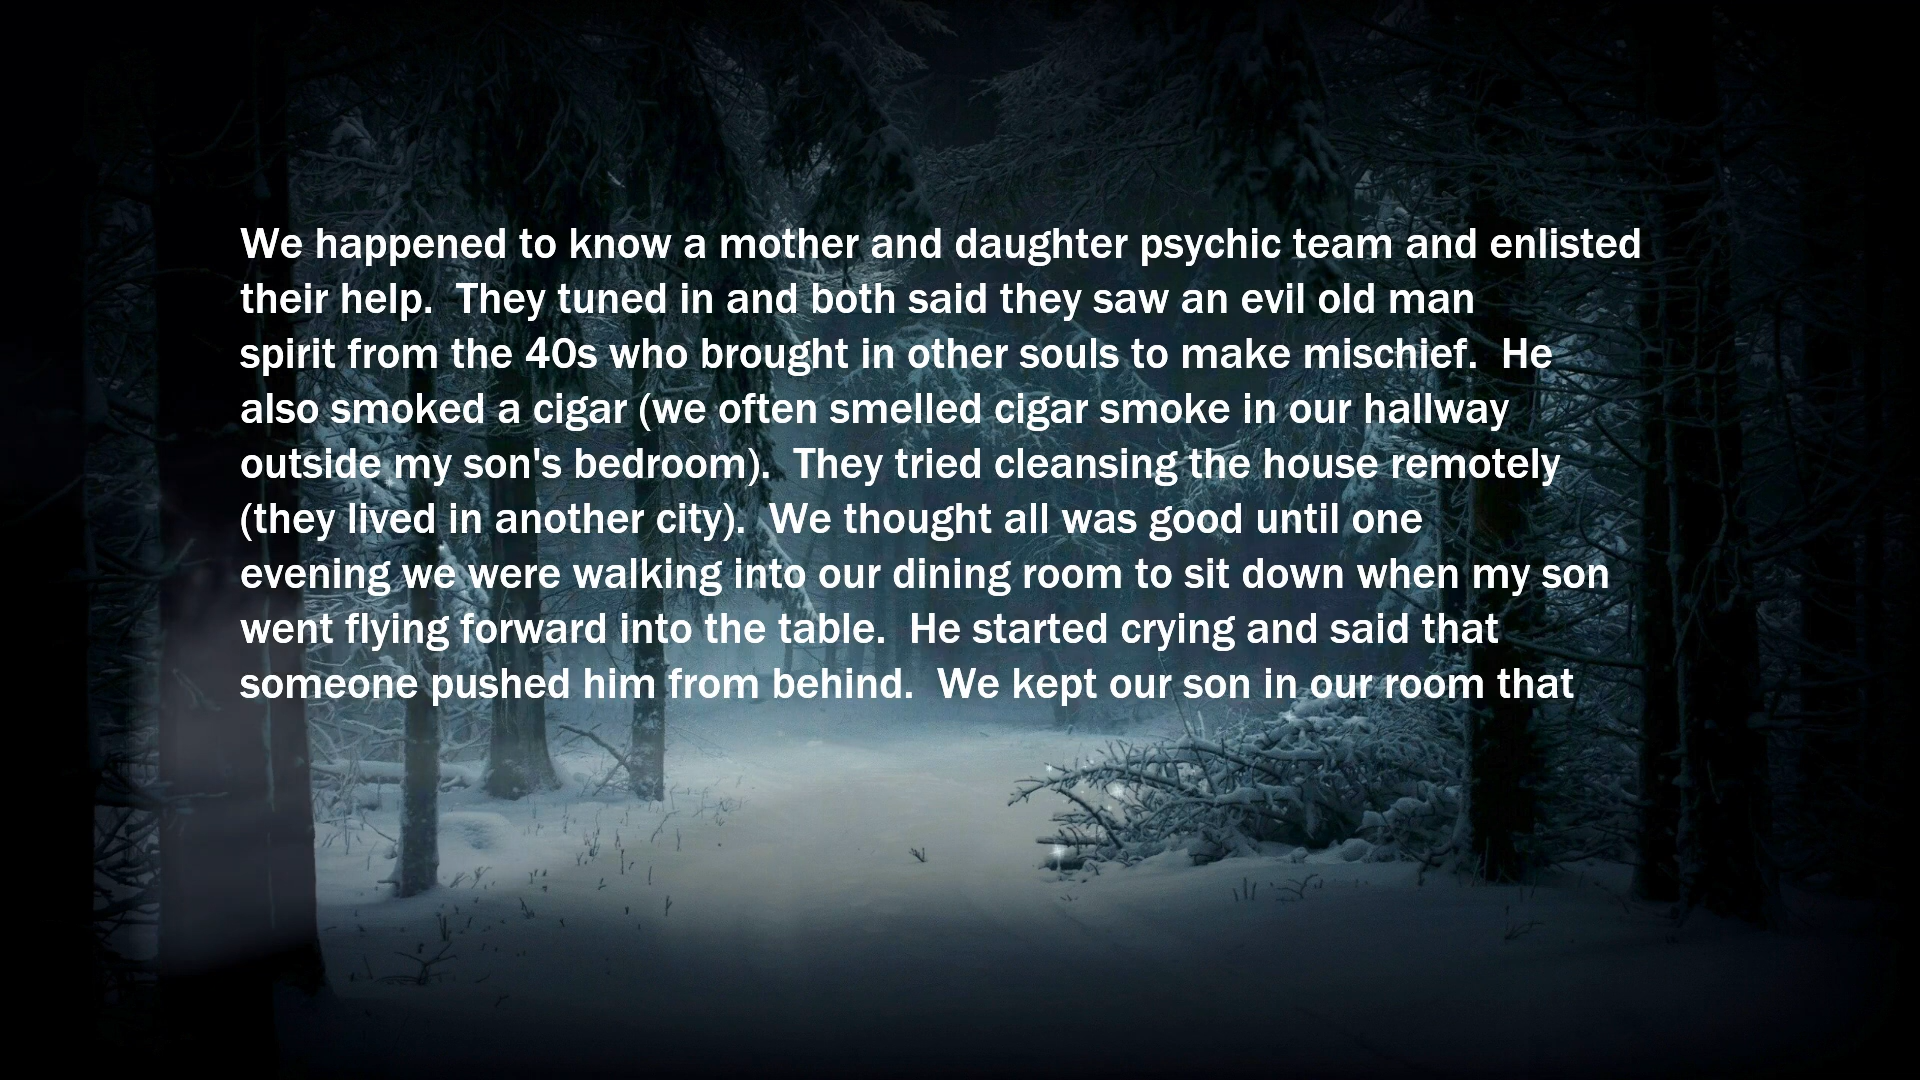 We happened to know a mother and daughter psychic team and enlisted
their help.  They tuned in and both said they saw an evil old man
spirit from the 40s who brought in other souls to make mischief.  He
also smoked a cigar (we often smelled cigar smoke in our hallway
outside my son's bedroom).  They tried cleansing the house remotely
(they lived in another city).  We thought all was good until one
evening we were walking into our dining room to sit down when my son
went flying forward into the table.  He started crying and said that
someone pushed him from behind.  We kept our son in our room that